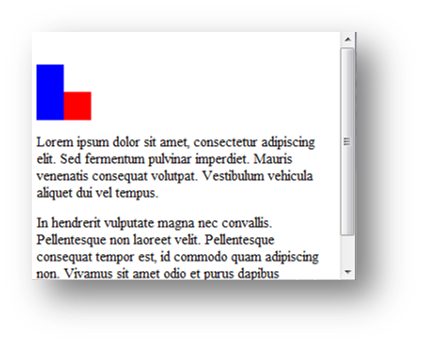 Lorem ipsum dolor sit amet, consectetur adipiscing
elit. Sed fermentum pulvinar imperdiet. Mauris
venenatis consequat volutpat. Vestibulum vehicula
aliquet dui vel tempus.
In hendrerit vulputate magna nec convallis.
Pellentesque non laoreet velit. Pellentesque
consequat tempor est, id commodo quam adipiscing
non. Vivamus sit amet odio et purus dapibus